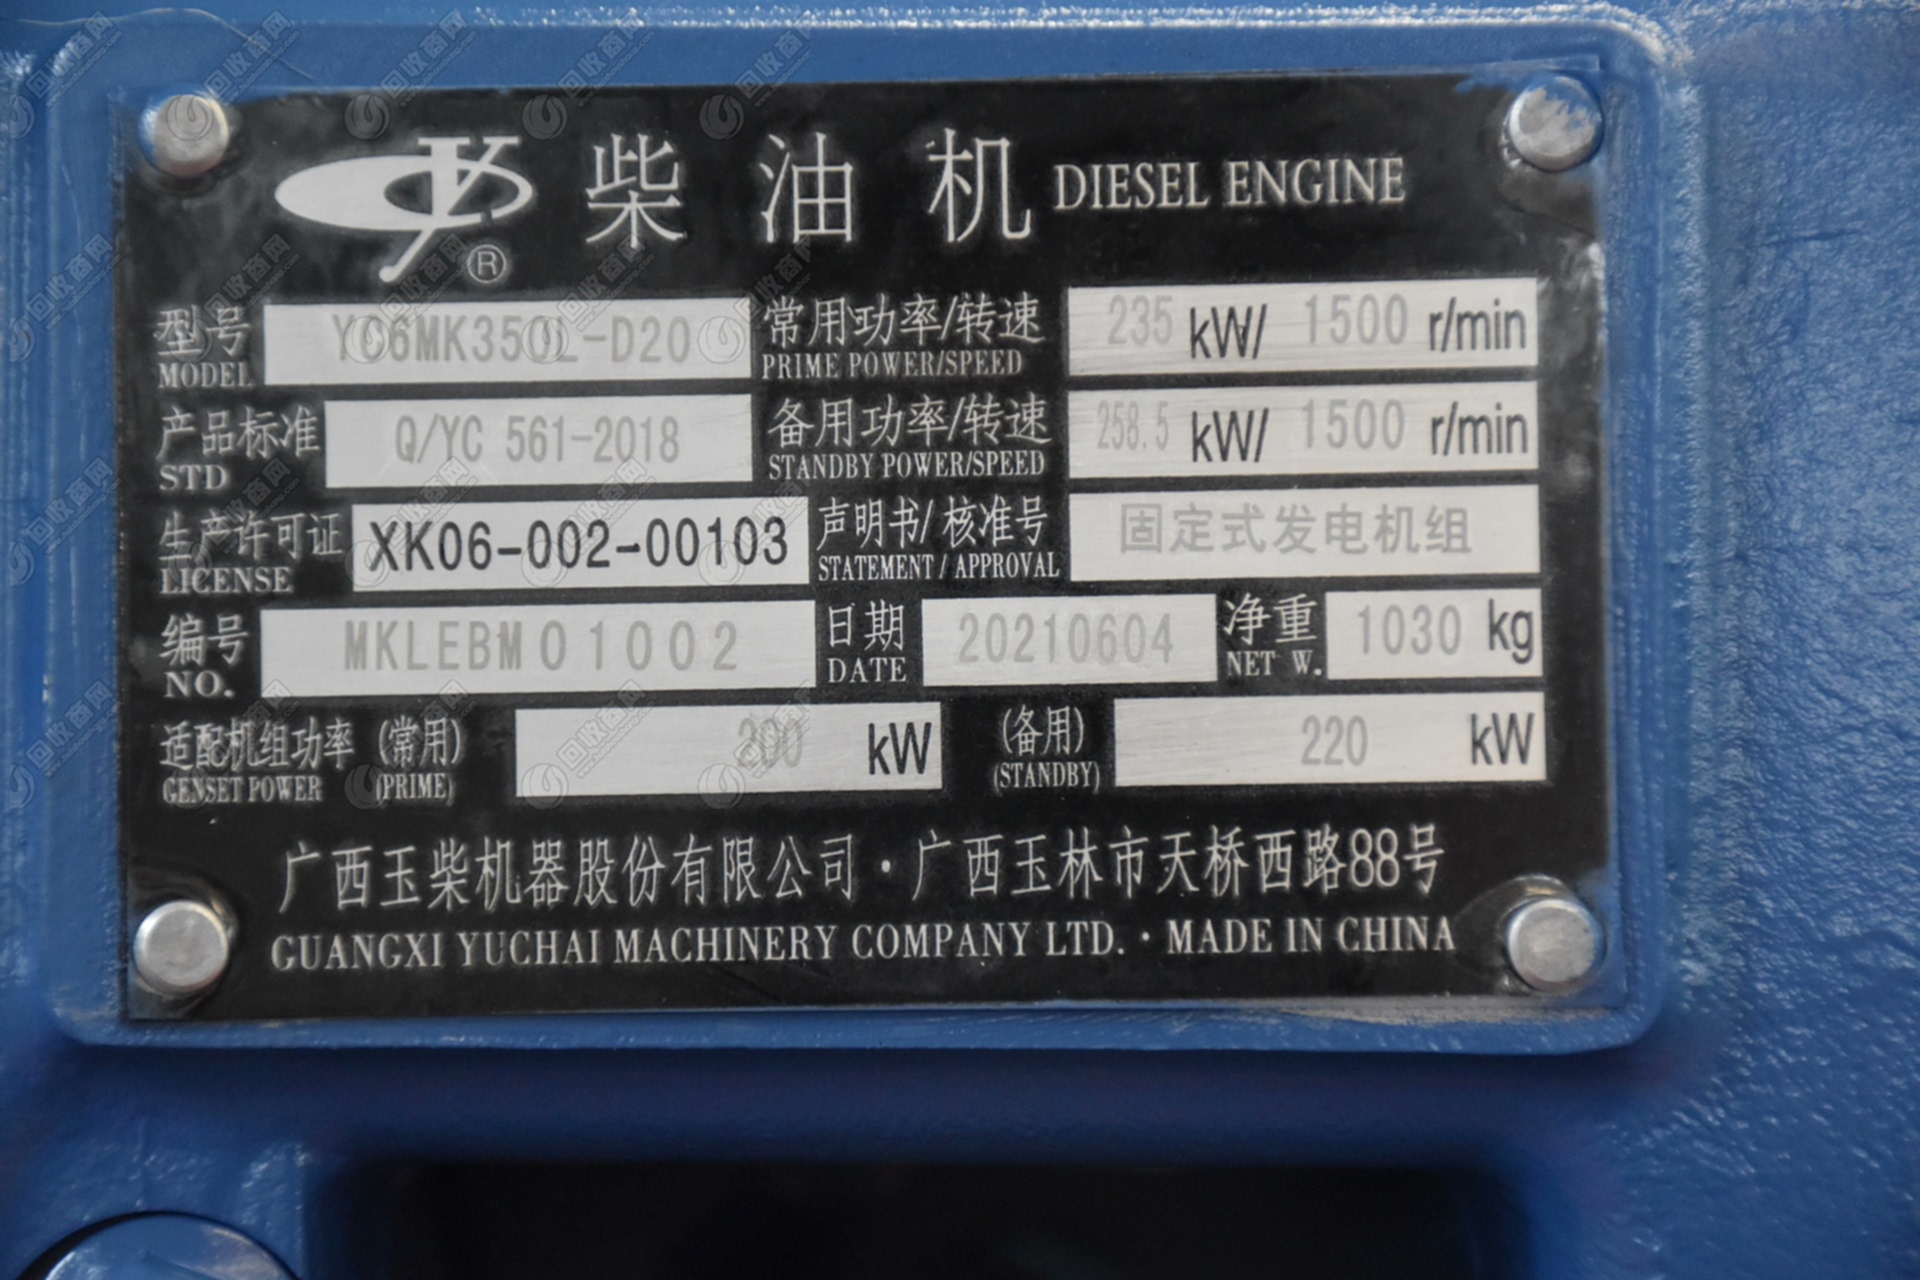 柴油机 DIESEL ENGINE
®
型号 YC6MK350L-D20 常用功率/转速 235 kW/ 1500 r/min
MODEL PRIME POWER/SPEED
产品标准 Q/YC 561-2018 备用功率/转速 258.5 kW/ 1500 r/min
STD STANDBY POWER/SPEED
生产许可证 XK06-002-00103 声明书/核准号 固定式发电机组
LICENSE STATEMENT / APPROVAL
编号 MKLEBM01002 日期 20210604 净重 1030 kg
NO. DATE NET W.
适配机组功率 (常用) 200 kW (备用) 220 kW
GENSET POWER (PRIME) (STANDBY)
广西玉柴机器股份有限公司·广西玉林市天桥西路88号
GUANGXI YUCHAI MACHINERY COMPANY LTD.·MADE IN CHINA
回收商网